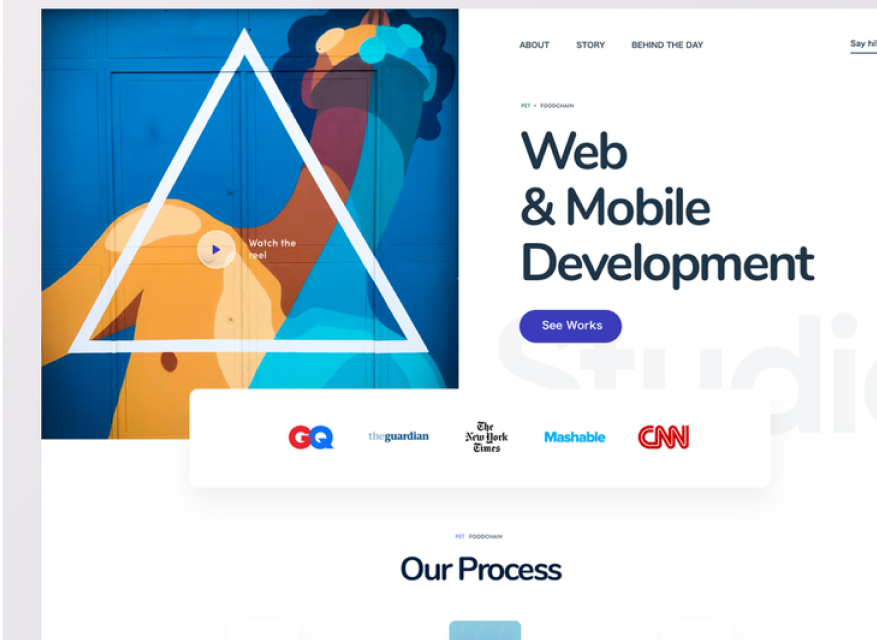 ABOUT STORY BEHIND THE DAY Say hi!
PET • FOODCHAIN
Web
& Mobile
Development
Watch the
reel
See Works
Studio
GQ
theguardian
The
New York
Times
Mashable
CNN
PET FOODCHAIN
Our Process